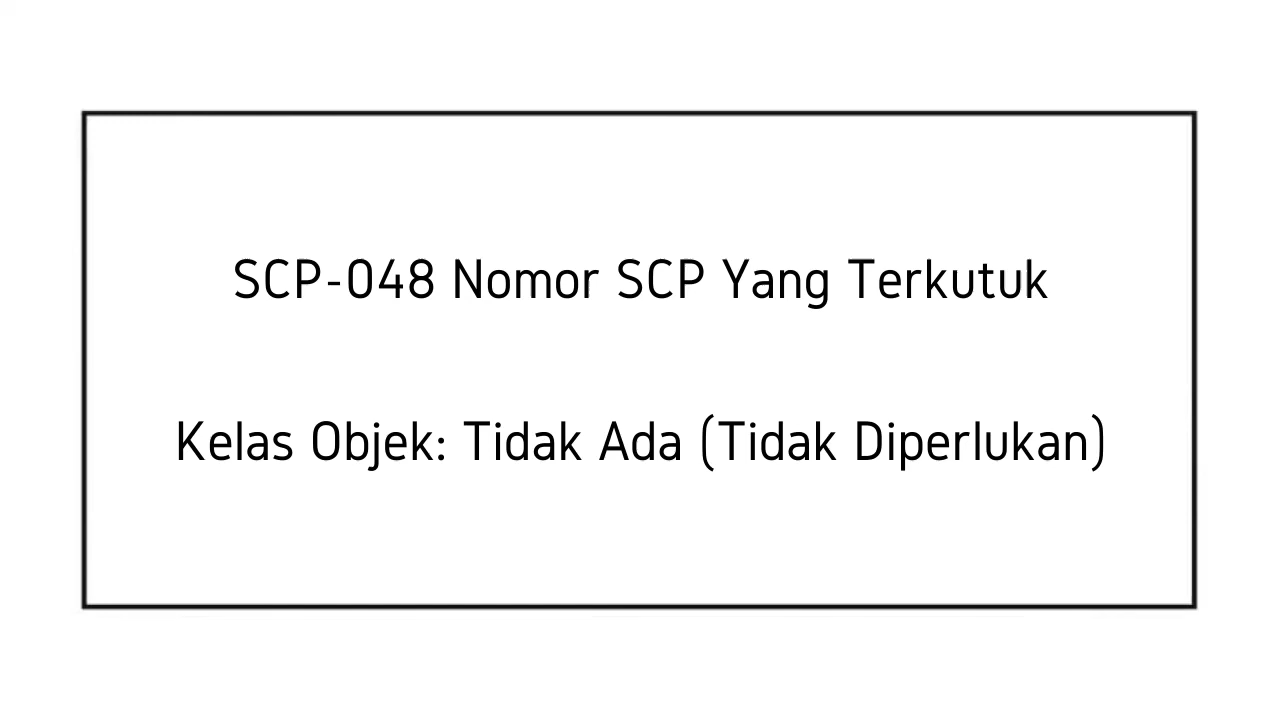 SCP-048 Nomor SCP Yang Terkutuk
Kelas Objek: Tidak Ada (Tidak Diperlukan)